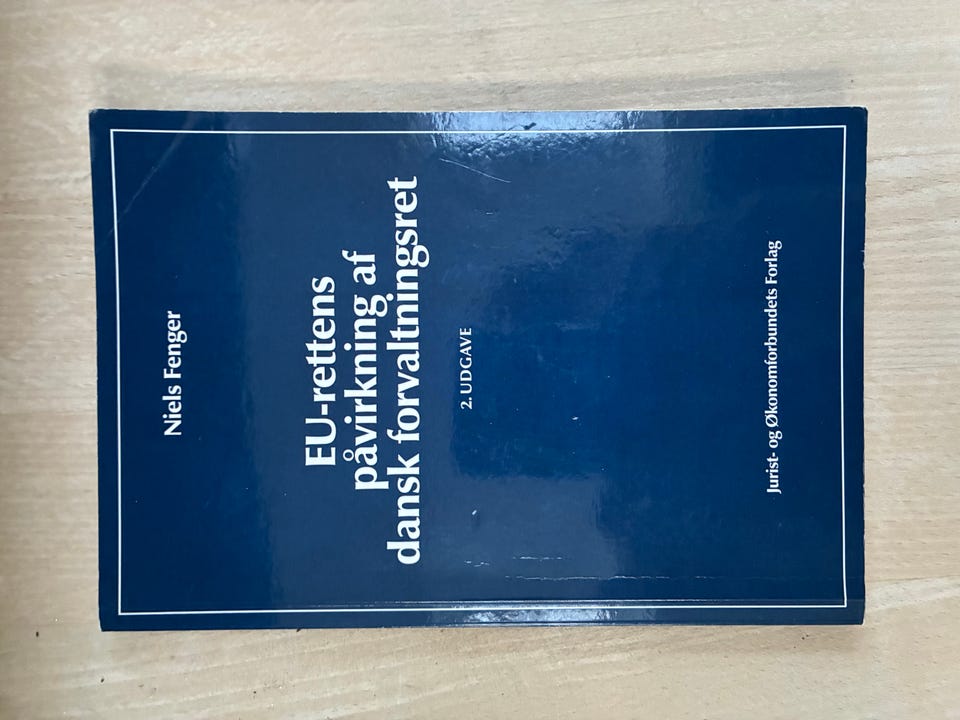 Niels Fenger
EU-rettens
påvirkning af
dansk forvaltningsret
2. UDGAVE
Jurist- og Økonomforbundets Forlag